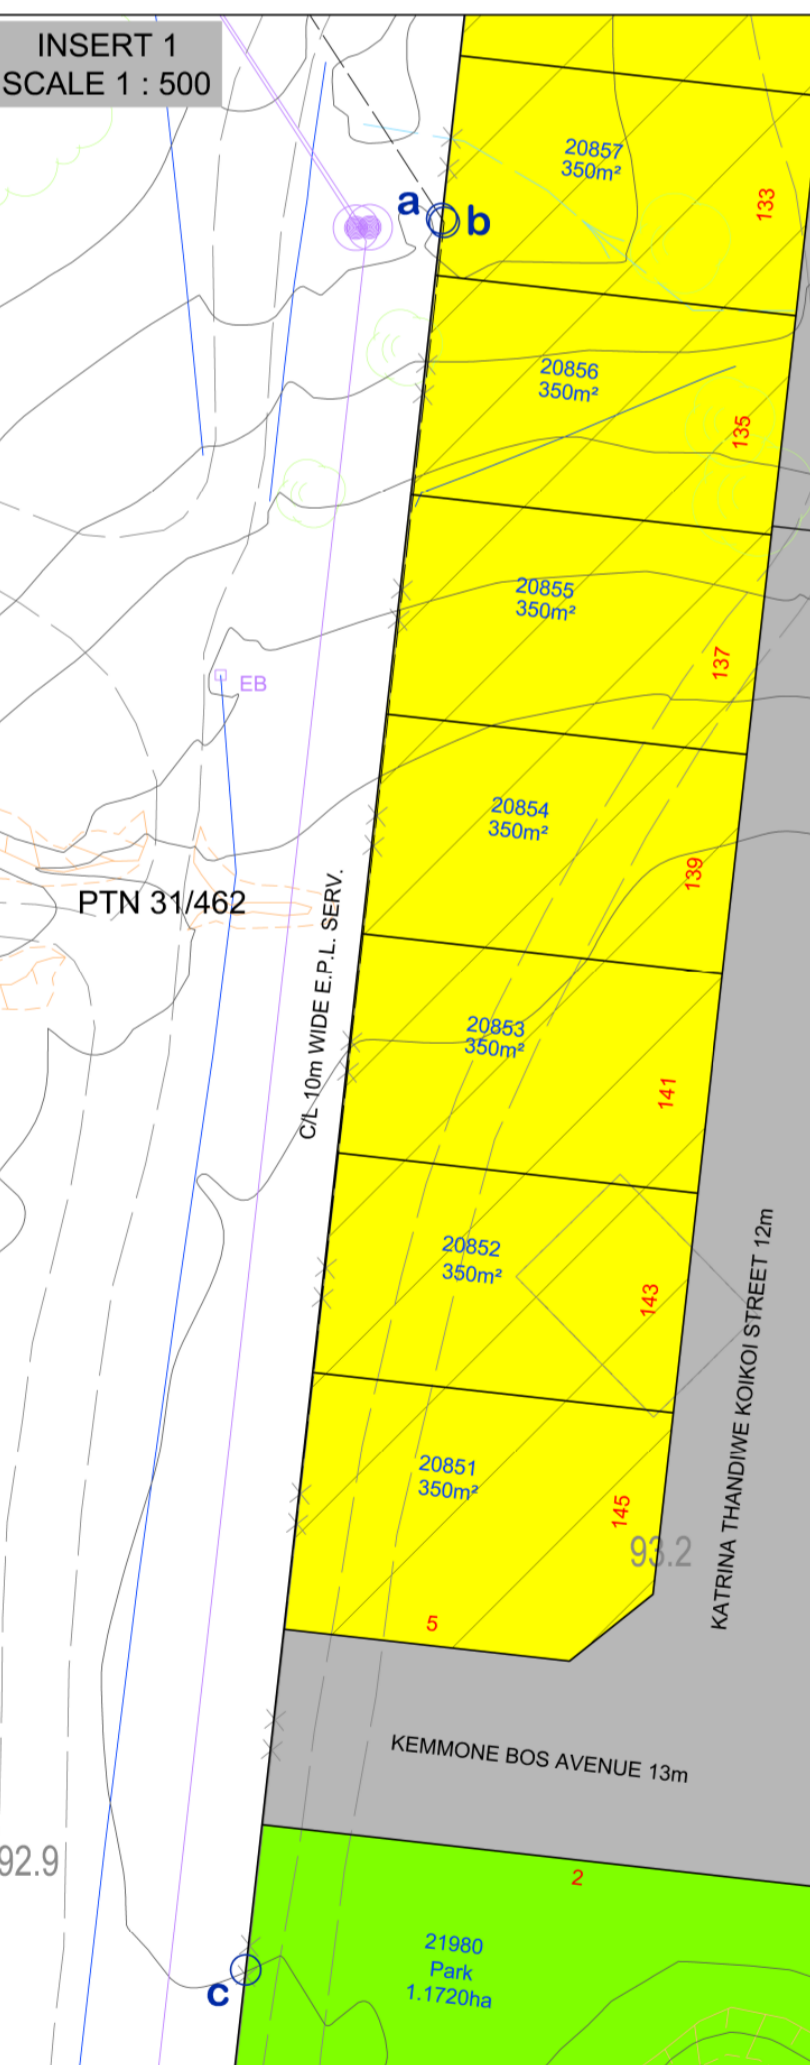 INSERT 1
SCALE 1 : 500
20857
350m²
133
a
b
20856
350m²
135
20855
350m²
137
EB
20854
350m²
139
PTN 31/462
C/L 10m WIDE E.P.L. SERV.
20853
350m²
141
20852
350m²
143
KATRINA THANDIWE KOIKOI STREET 12m
20851
350m²
145
93.2
5
KEMMONE BOS AVENUE 13m
92.9
2
21980
Park
1.1720ha
c